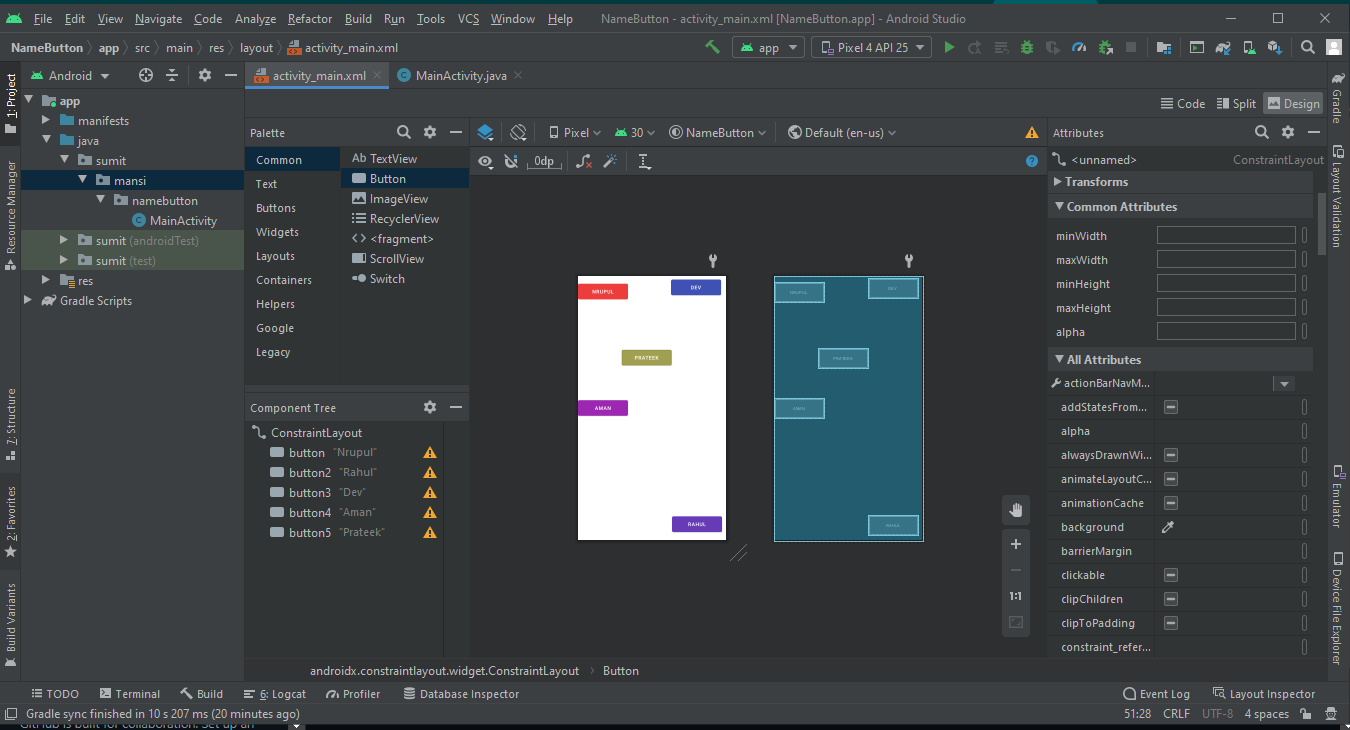 File Edit View Navigate Code Analyze Refactor Build Run Tools VCS Window Help NameButton - activity_main.xml [NameButton.app] - Android Studio
NameButton app src main res layout activity_main.xml app Pixel 4 API 25
Android activity_main.xml MainActivity.java
Code Split Design
1: Project
Resource Manager
7: Structure
2: Favorites
Build Variants
app
manifests
java
sumit
mansi
namebutton
MainActivity
sumit (androidTest)
sumit (test)
res
Gradle Scripts
Palette
Common
Text
Buttons
Widgets
Layouts
Containers
Helpers
Google
Legacy
Ab TextView
Button
ImageView
RecyclerView
<fragment>
ScrollView
Switch
Component Tree
ConstraintLayout
button "Nrupul"
button2 "Rahul"
button3 "Dev"
button4 "Aman"
button5 "Prateek"
Pixel 30 NameButton Default (en-us)
0dp
NRUPUL
DEV
PRATEEK
AMAN
RAHUL
NRUPUL
DEV
PRATEEK
AMAN
RAHUL
1:1
Attributes
<unnamed> ConstraintLayout
Transforms
Common Attributes
minWidth
maxWidth
minHeight
maxHeight
alpha
All Attributes
actionBarNavM...
addStatesFrom...
alpha
alwaysDrawnWi...
animateLayoutC...
animationCache
background
barrierMargin
clickable
clipChildren
clipToPadding
constraint_refer...
Gradle
Layout Validation
Emulator
Device File Explorer
androidx.constraintlayout.widget.ConstraintLayout Button
TODO Terminal Build 6: Logcat Profiler Database Inspector Event Log Layout Inspector
Gradle sync finished in 10 s 207 ms (20 minutes ago) 51:28 CRLF UTF-8 4 spaces
GitHub is built for collaboration. Set up an